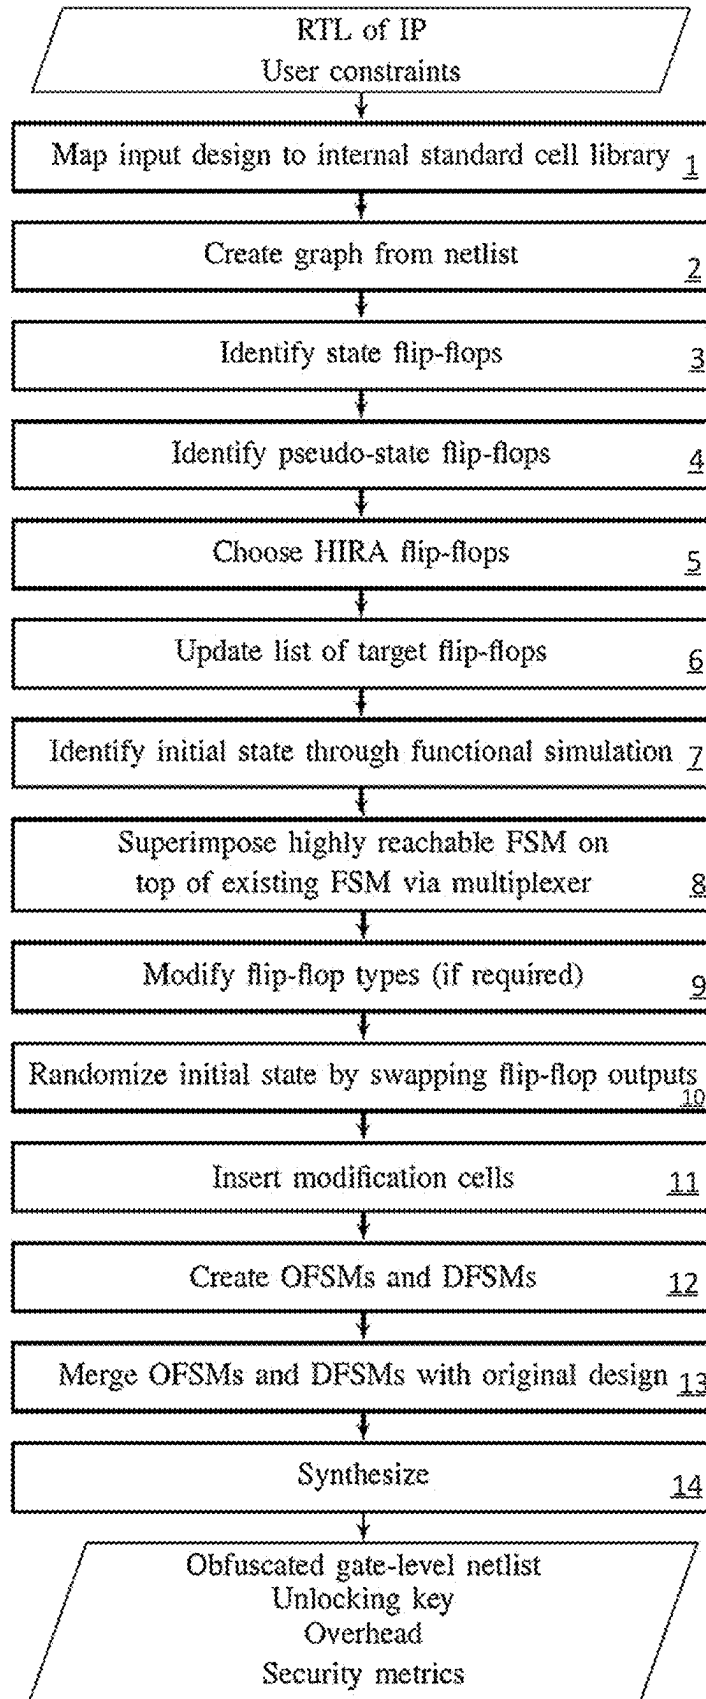 RTL of IP
User constraints
Map input design to internal standard cell library 1
Create graph from netlist 2
Identify state flip-flops 3
Identify pseudo-state flip-flops 4
Choose HIRA flip-flops 5
Update list of target flip-flops 6
Identify initial state through functional simulation 7
Superimpose highly reachable FSM on
top of existing FSM via multiplexer 8
Modify flip-flop types (if required) 9
Randomize initial state by swapping flip-flop outputs 10
Insert modification cells 11
Create OFSMs and DFSMs 12
Merge OFSMs and DFSMs with original design 13
Synthesize 14
Obfuscated gate-level netlist
Unlocking key
Overhead
Security metrics